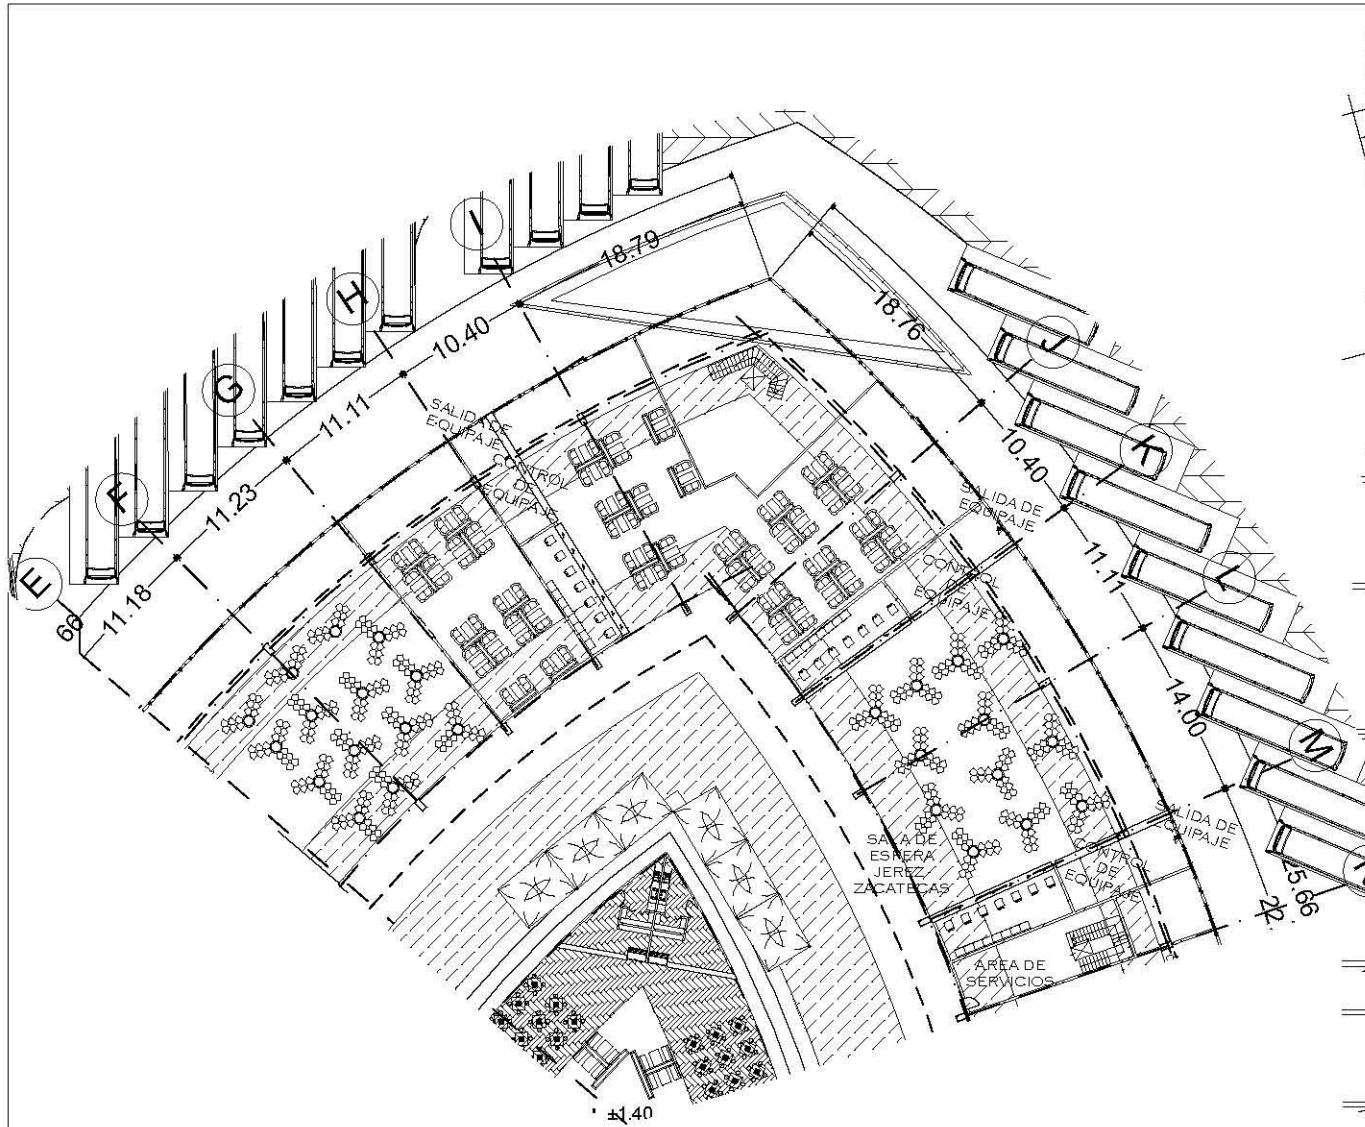 I
18.79
H
J
18.76
10.40
G
11.11
SALIDA DE
EQUIPAJE
K
10.40
CONTROL
DE
EQUIPAJE
F
11.23
SALIDA DE
EQUIPAJE
E
11.18
66
CONTROL
DE
EQUIPAJE
11.11
L
14.00
M
SALIDA DE
EQUIPAJE
SALA DE
ESPERA
JEREZ-
ZACATECAS
CONTROL
DE
EQUIPAJE
22
5.66
AREA DE
SERVICIOS
±1.40